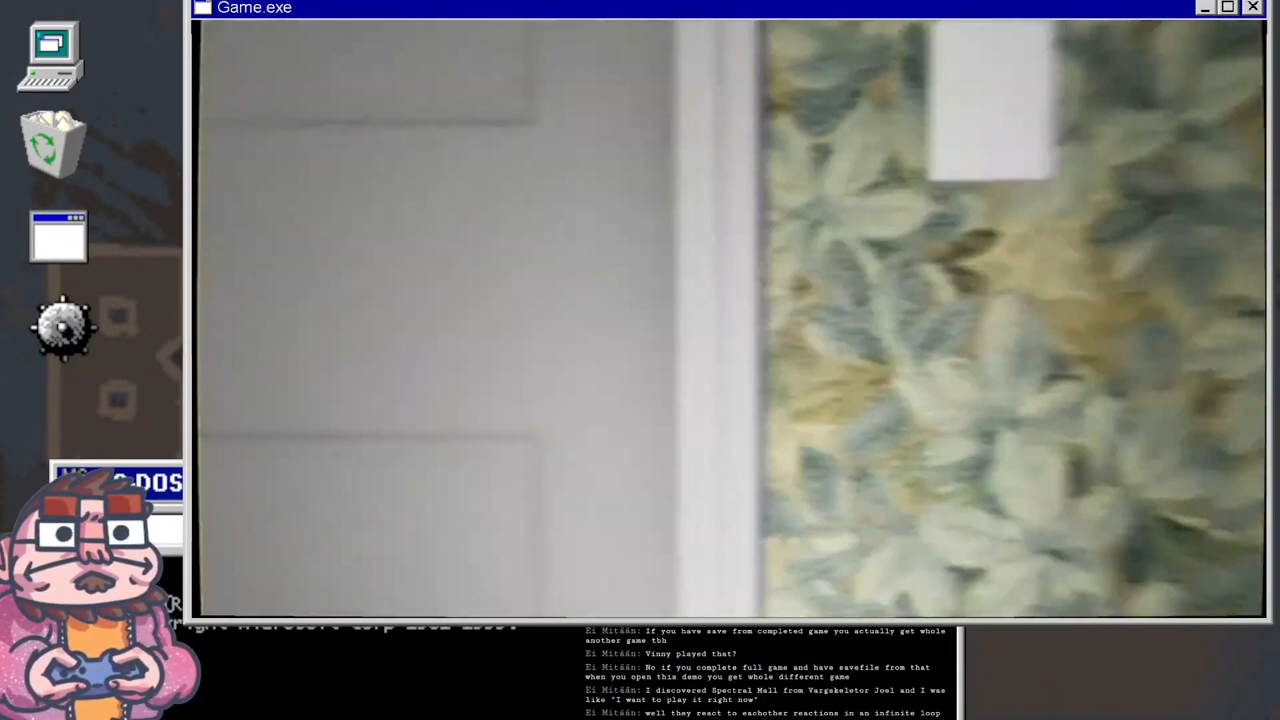 Game.exe
-DOS
Ei Mitään: If you have save from completed game you actually get whole
another game tbh
Ei Mitään: Vinny played that?
Ei Mitään: No if you complete full game and have savefile from that
when you open this demo you get whole different game
Ei Mitään: I discovered Spectral Mall from Vargskeletor Joel and I was
like "I want to play it right now"
Ei Mitään: well they react to eachother reactions in an infinite loop